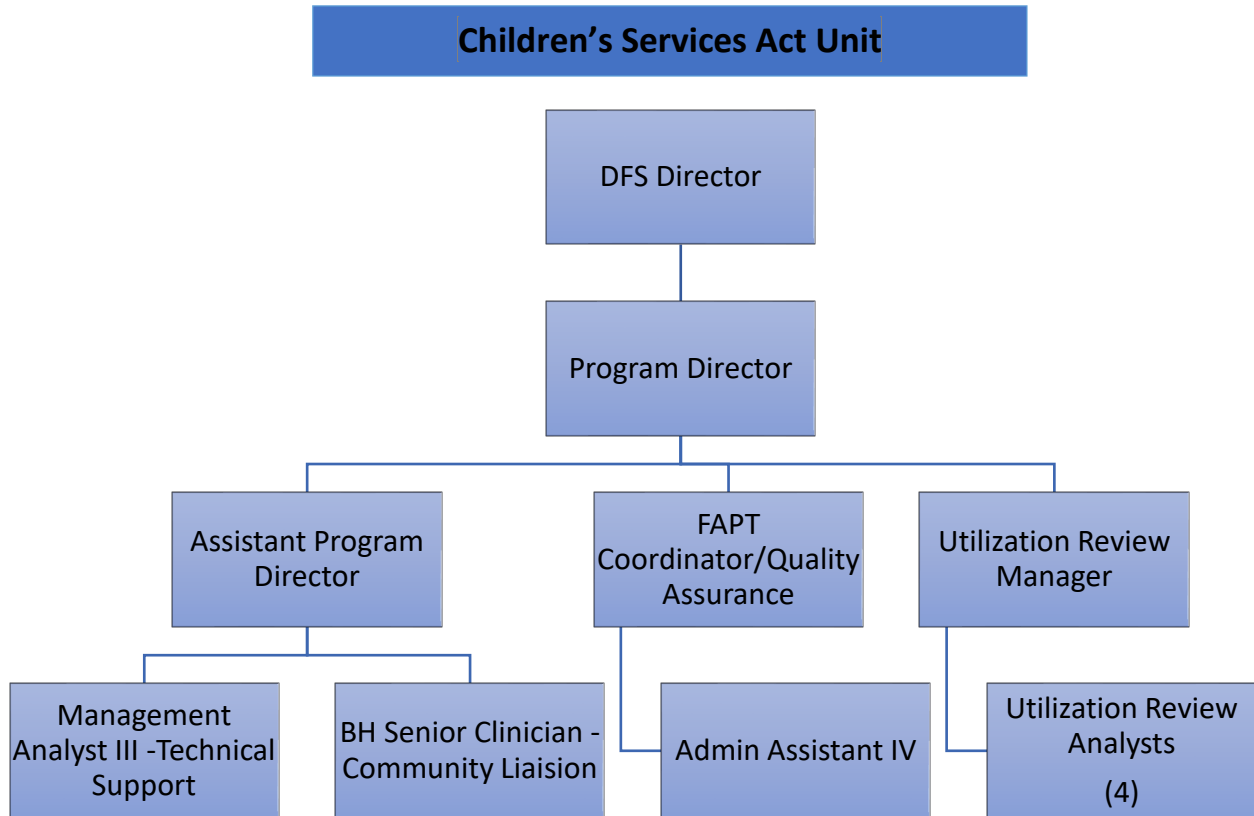 Children’s Services Act Unit
DFS Director
Program Director
Assistant Program
Director
FAPT
Coordinator/Quality
Assurance
Utilization Review
Manager
Management
Analyst III -Technical
Support
BH Senior Clinician -
Community Liaision
Admin Assistant IV
Utilization Review
Analysts
(4)